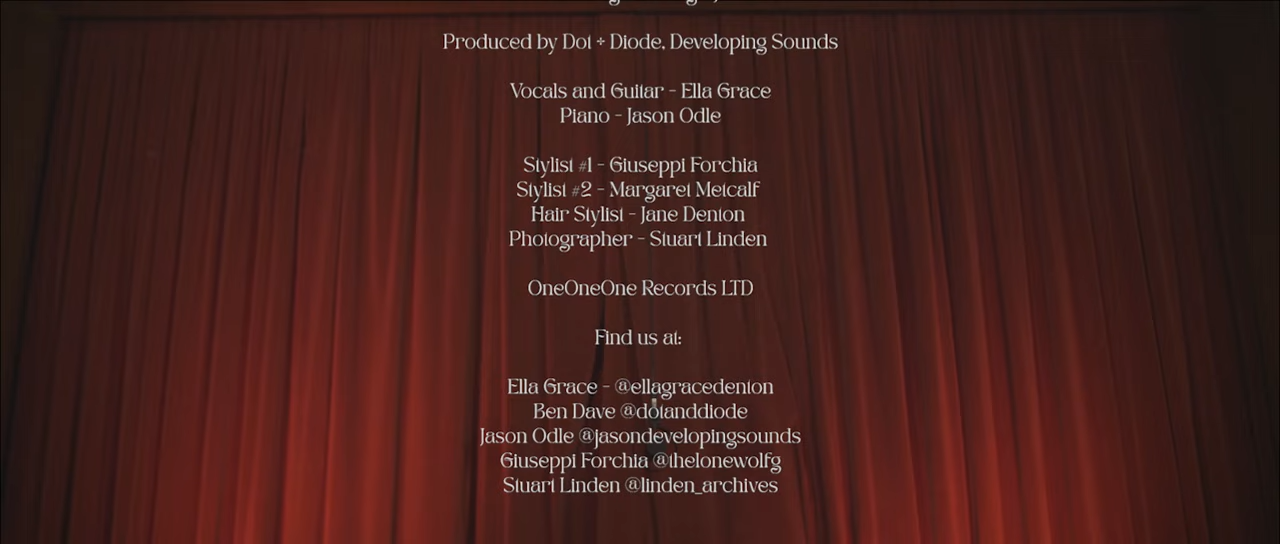 Produced by Dot + Diode, Developing Sounds
Vocals and Guitar - Ella Grace
Piano - Jason Odle
Stylist #1 - Giuseppi Forchia
Stylist #2 - Margaret Metcalf
Hair Stylist - Jane Denton
Photographer - Stuart Linden
OneOneOne Records LTD
Find us at:
Ella Grace - @ellagracedenton
Ben Dave @dotanddiode
Jason Odle @jasondevelopingsounds
Giuseppi Forchia @thelonewolfg
Stuart Linden @linden_archives